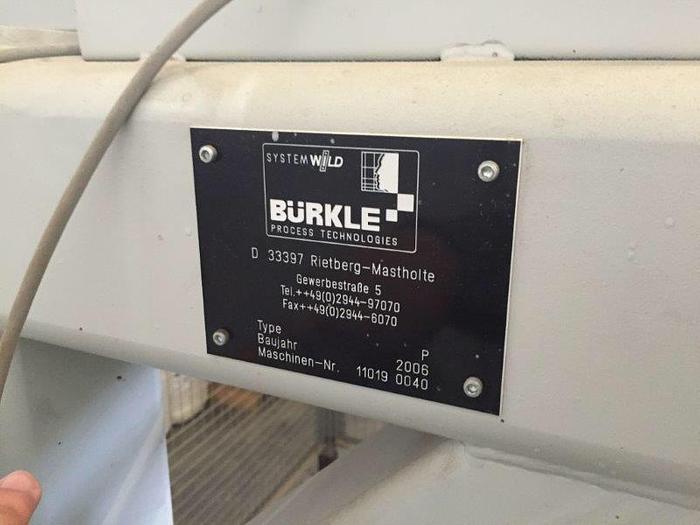 SYSTEM WILD
BÜRKLE
PROCESS TECHNOLOGIES
D 33397 Rietberg-Mastholte
Gewerbestraße 5
Tel.++49(0)2944-97070
Fax++49(0)2944-6070
Type P
Baujahr 2006
Maschinen-Nr. 11019 0040